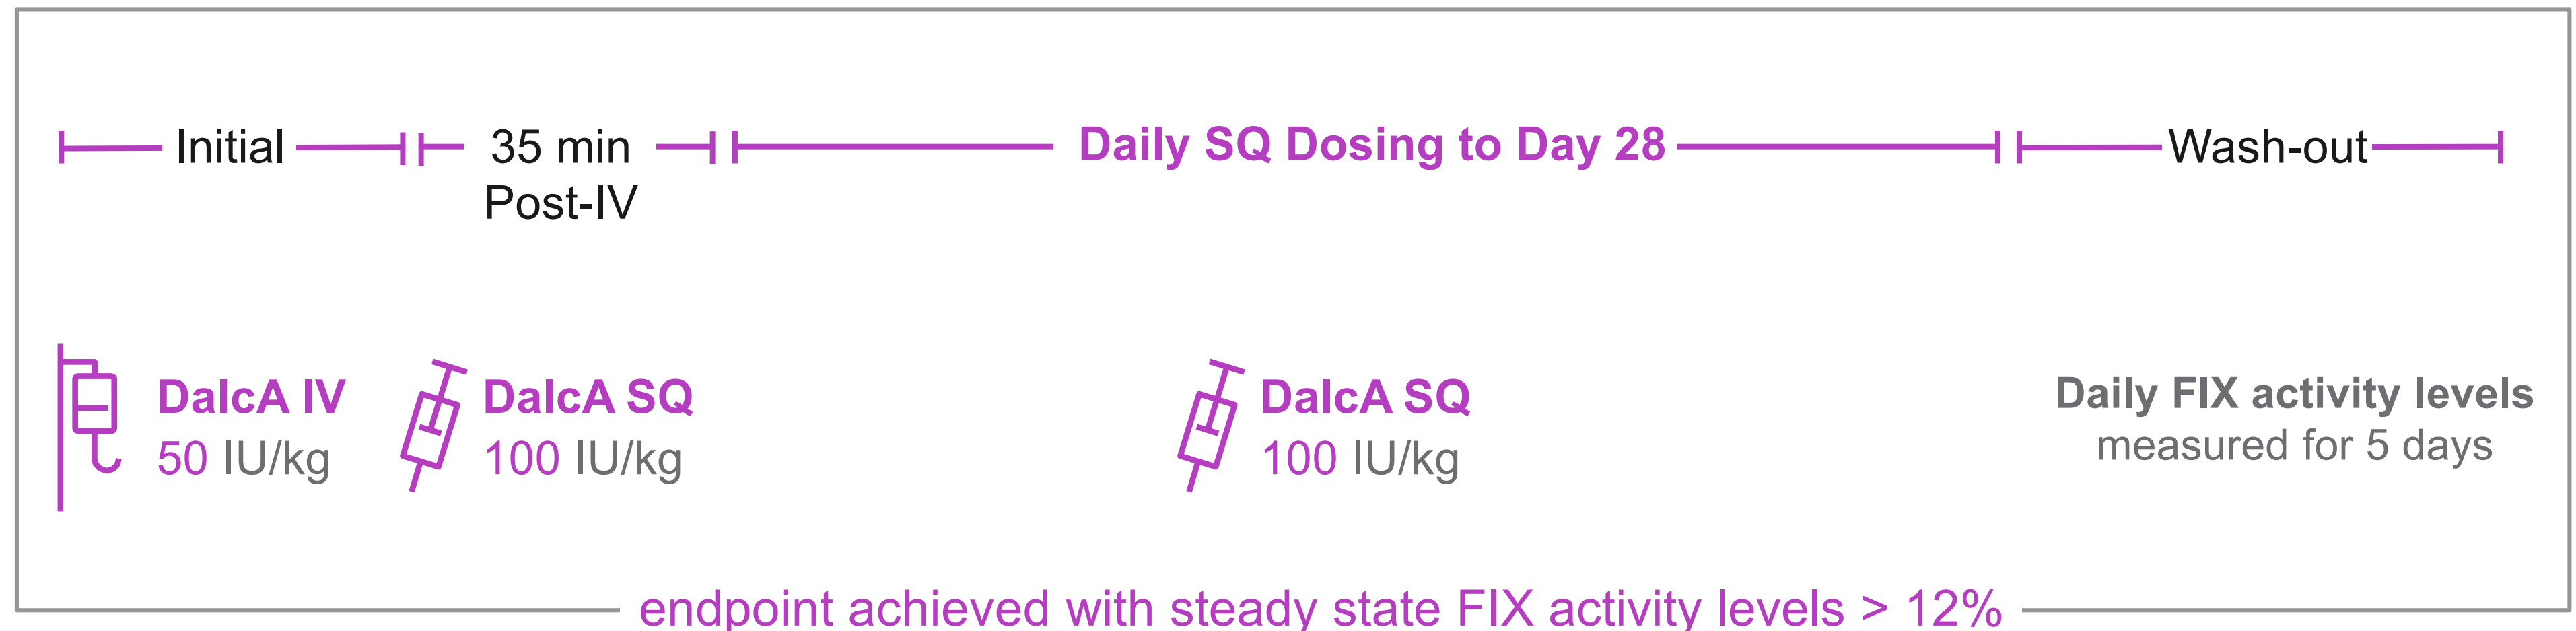 Initial
35 min
Post-IV
Daily SQ Dosing to Day 28
Wash-out
DalcA IV
50 IU/kg
DalcA SQ
100 IU/kg
DalcA SQ
100 IU/kg
Daily FIX activity levels
measured for 5 days
endpoint achieved with steady state FIX activity levels > 12%